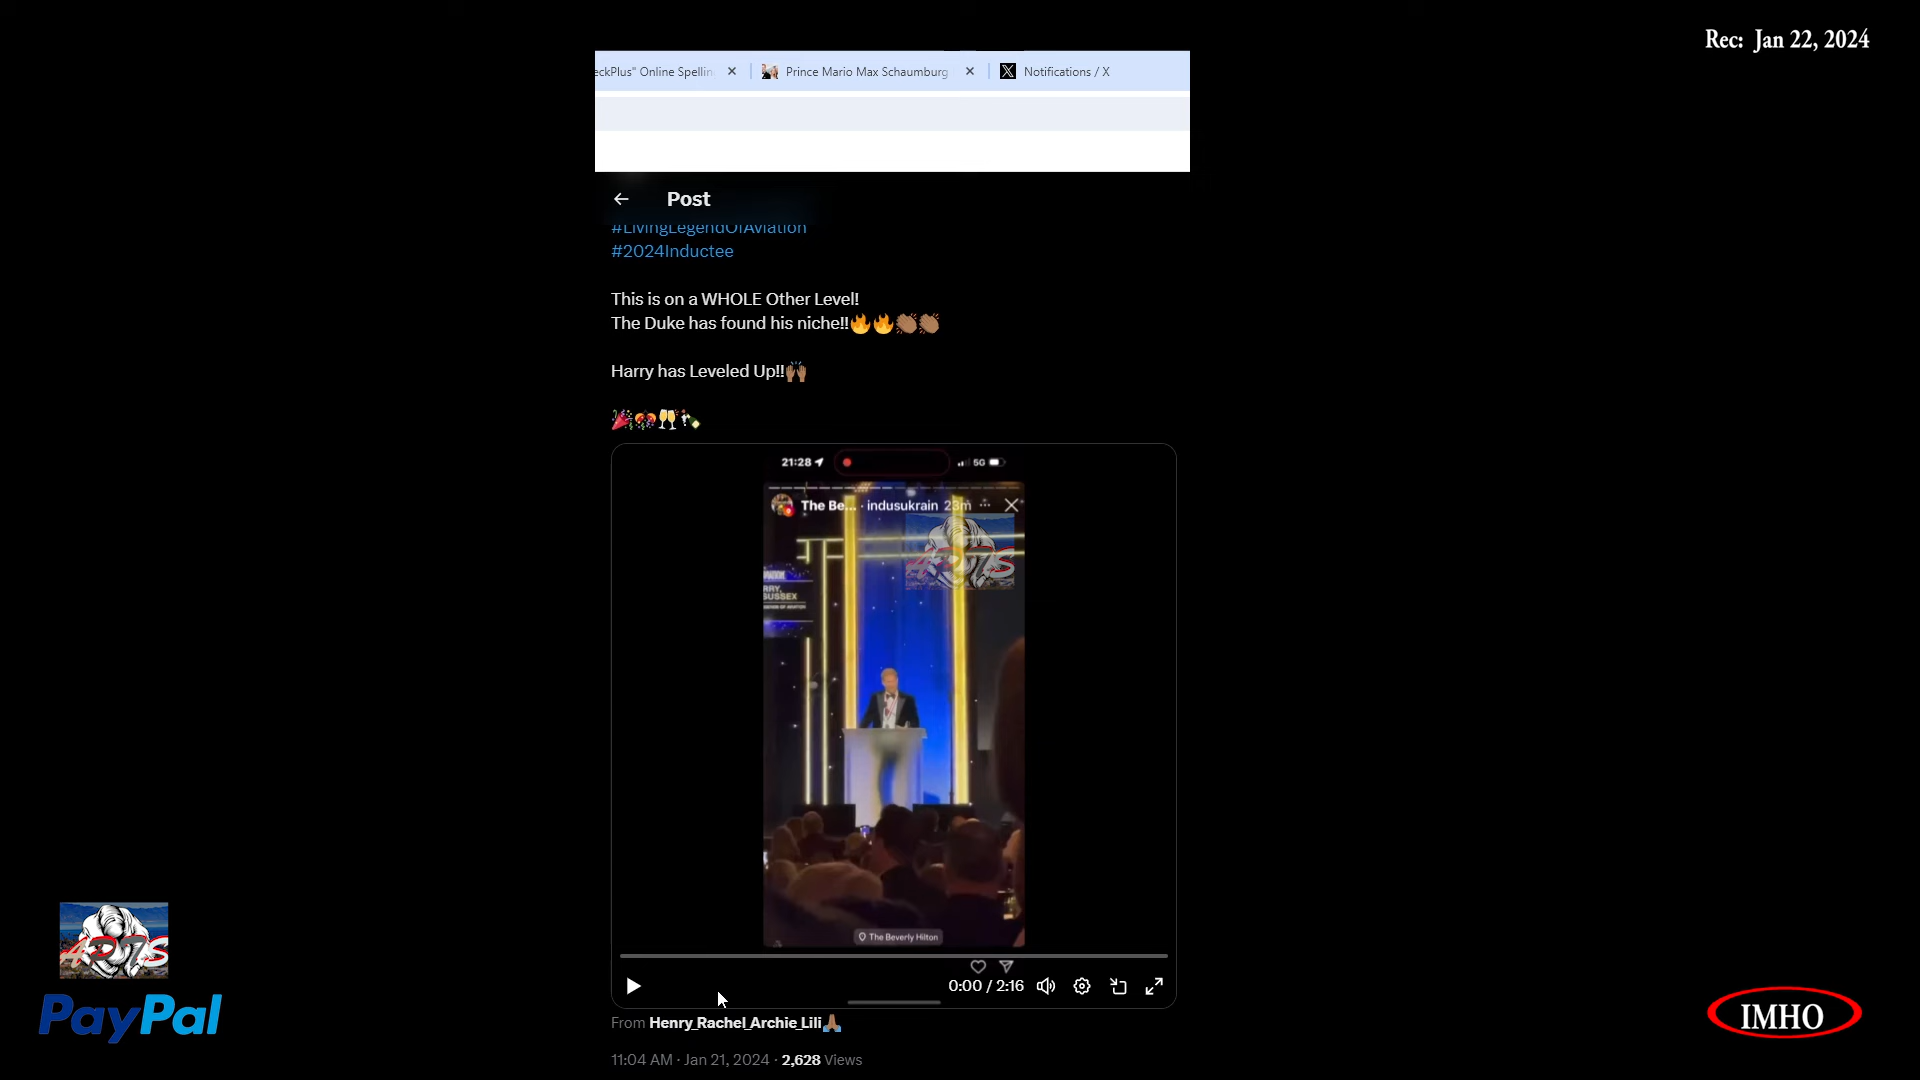 Rec: Jan 22, 2024
eckPlus" Online Spellin
Prince Mario Max Schaumburg
Notifications / X
Post
#LivingLegendOfAviation
#2024Inductee
This is on a WHOLE Other Level!
The Duke has found his niche!!🔥🔥👏🏽👏🏽
Harry has Leveled Up!!🙌🏽
🎉🎊🥂🍾
21:28
5G
The Be... · indusukrain 23m ···
RRY,
SUSSEX
The Beverly Hilton
0:00 / 2:16
From Henry_Rachel_Archie_Lili🙏🏽
11:04 AM · Jan 21, 2024 · 2,628 Views
PayPal
IMHO